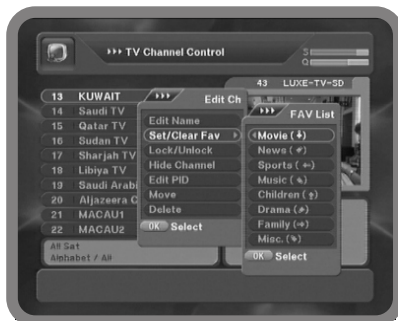 ▸▸▸ TV Channel Control
S
Q
43 LUXE-TV-SD
13 KUWAIT
14 Saudi TV
15 Qatar TV
16 Sudan TV
17 Sharjah TV
18 Libiya TV
19 Saudi Arabi
20 Aljazeera C
21 MACAU1
22 MACAU2
All Sat
Alphabet / All
▸▸▸ Edit Ch
Edit Name
Set/Clear Fav
Lock/Unlock
Hide Channel
Edit PID
Move
Delete
OK Select
▸▸▸ FAV List
Movie (↓)
News (↙)
Sports (←)
Music (↖)
Children (↑)
Drama (↗)
Family (→)
Misc. (↘)
OK Select